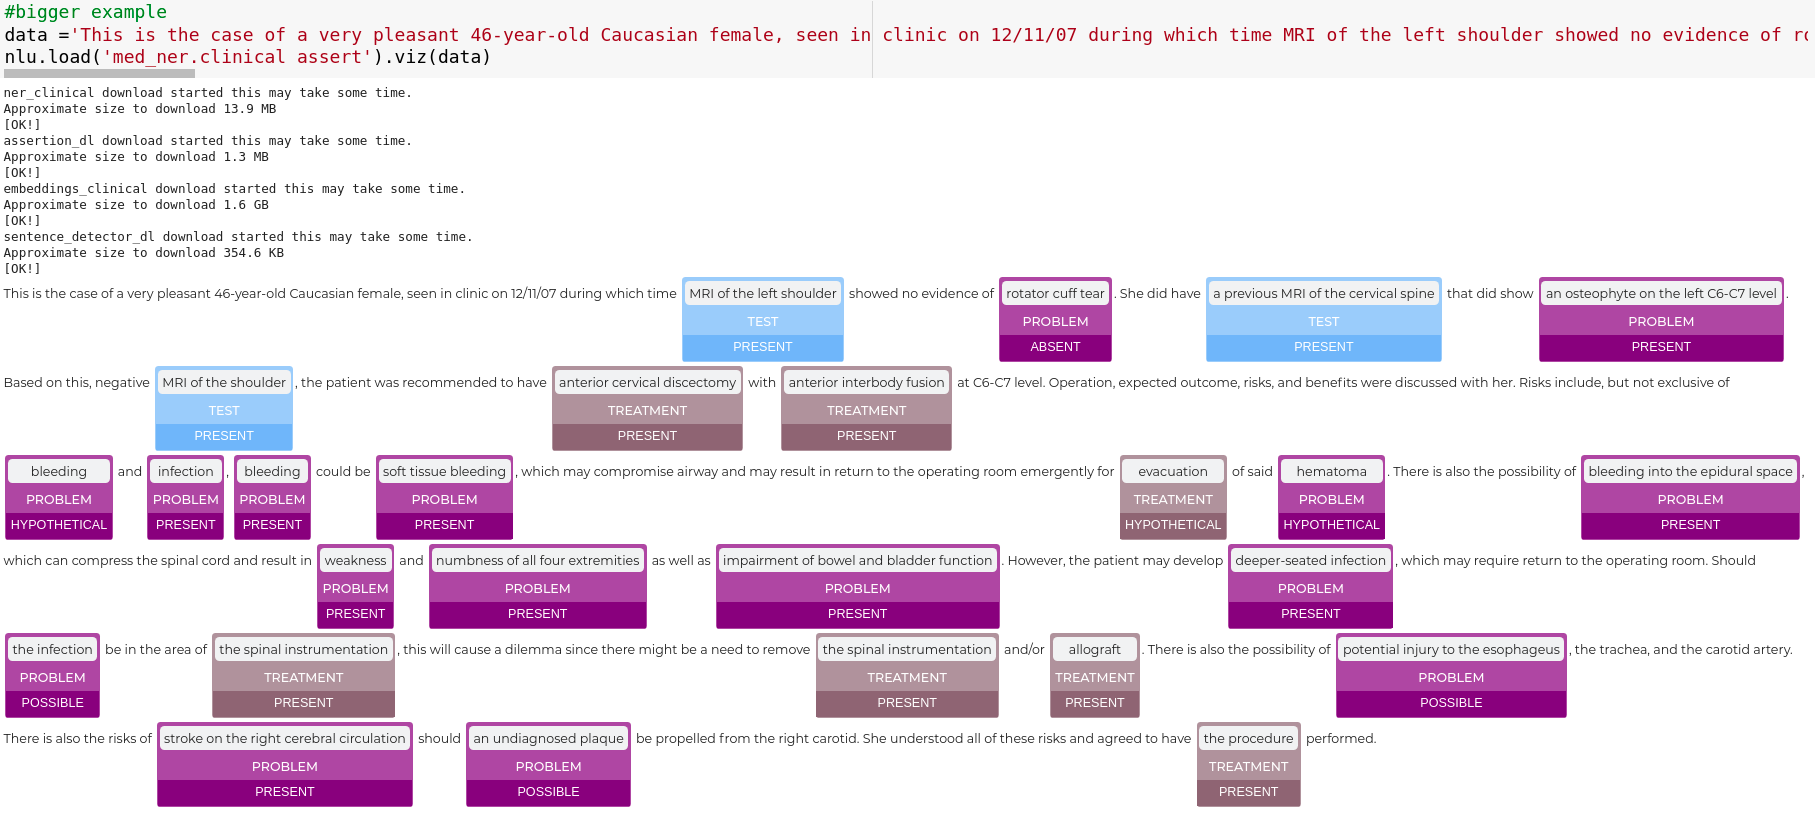 #bigger example
data ='This is the case of a very pleasant 46-year-old Caucasian female, seen in clinic on 12/11/07 during which time MRI of the left shoulder showed no evidence of
nlu.load('med_ner.clinical assert').viz(data)
ner_clinical download started this may take some time.
Approximate size to download 13.9 MB
[OK!]
assertion_dl download started this may take some time.
Approximate size to download 1.3 MB
[OK!]
embeddings_clinical download started this may take some time.
Approximate size to download 1.6 GB
[OK!]
sentence_detector_dl download started this may take some time.
Approximate size to download 354.6 KB
[OK!]
This is the case of a very pleasant 46-year-old Caucasian female, seen in clinic on 12/11/07 during which time MRI of the left shoulder showed no evidence of rotator cuff tear . She did have a previous MRI of the cervical spine that did show an osteophyte on the left C6-C7 level .
TEST PROBLEM TEST PROBLEM
PRESENT ABSENT PRESENT PRESENT
Based on this, negative MRI of the shoulder , the patient was recommended to have anterior cervical discectomy with anterior interbody fusion at C6-C7 level. Operation, expected outcome, risks, and benefits were discussed with her. Risks include, but not exclusive of
TEST TREATMENT TREATMENT
PRESENT PRESENT PRESENT
bleeding and infection , bleeding could be soft tissue bleeding , which may compromise airway and may result in return to the operating room emergently for evacuation of said hematoma . There is also the possibility of bleeding into the epidural space ,
PROBLEM PROBLEM PROBLEM PROBLEM TREATMENT PROBLEM PROBLEM
HYPOTHETICAL PRESENT PRESENT PRESENT HYPOTHETICAL HYPOTHETICAL PRESENT
which can compress the spinal cord and result in weakness and numbness of all four extremities as well as impairment of bowel and bladder function . However, the patient may develop deeper-seated infection , which may require return to the operating room. Should
PROBLEM PROBLEM PROBLEM PROBLEM
PRESENT PRESENT PRESENT PRESENT
the infection be in the area of the spinal instrumentation , this will cause a dilemma since there might be a need to remove the spinal instrumentation and/or allograft . There is also the possibility of potential injury to the esophageus , the trachea, and the carotid artery.
PROBLEM TREATMENT TREATMENT TREATMENT PROBLEM
POSSIBLE PRESENT PRESENT PRESENT POSSIBLE
There is also the risks of stroke on the right cerebral circulation should an undiagnosed plaque be propelled from the right carotid. She understood all of these risks and agreed to have the procedure performed.
PROBLEM PROBLEM TREATMENT
PRESENT POSSIBLE PRESENT